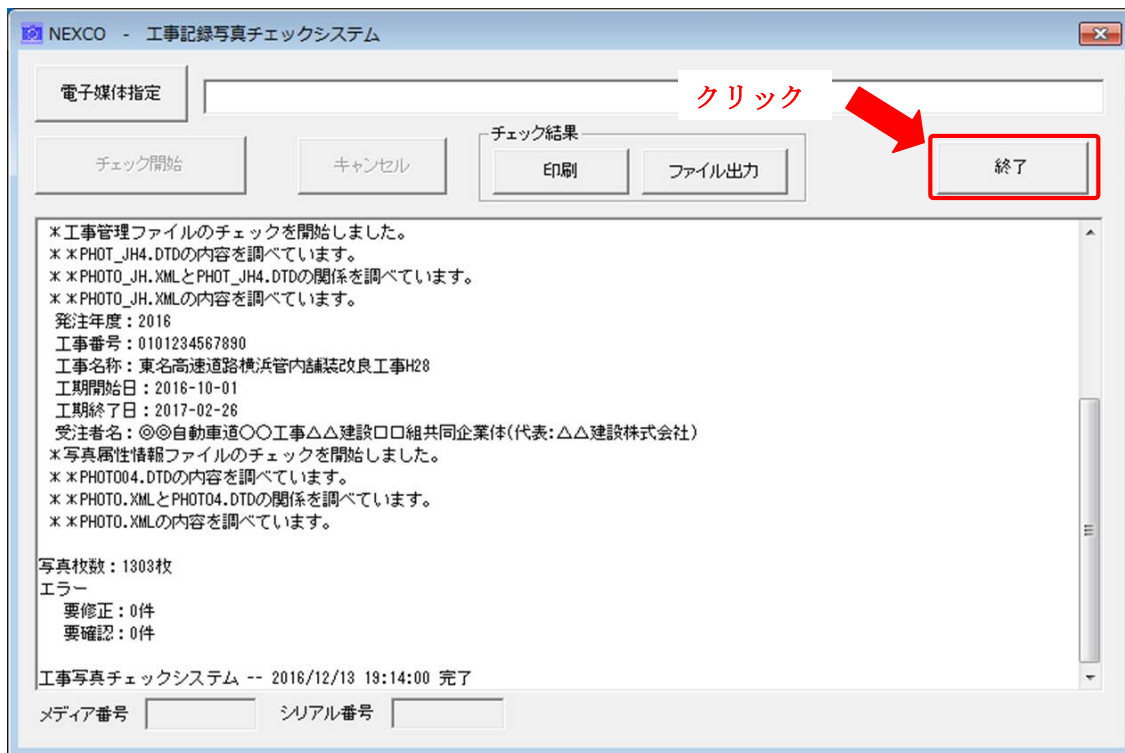 NEXCO - 工事記録写真チェックシステム
電子媒体指定
クリック
チェック開始
キャンセル
チェック結果
印刷
ファイル出力
終了
*工事管理ファイルのチェックを開始しました。
**PHOT_JH4.DTDの内容を調べています。
**PHOTO_JH.XMLとPHOT_JH4.DTDの関係を調べています。
**PHOTO_JH.XMLの内容を調べています。
発注年度:2016
工事番号:0101234567890
工事名称:東名高速道路横浜管内舗装改良工事H28
工期開始日:2016-10-01
工期終了日:2017-02-26
受注者名:◎◎自動車道○○工事△△建設口口組共同企業体(代表:△△建設株式会社)
*写真属性情報ファイルのチェックを開始しました。
**PHOTO04.DTDの内容を調べています。
**PHOTO.XMLとPHOTO4.DTDの関係を調べています。
**PHOTO.XMLの内容を調べています。
写真枚数:1303枚
エラー
要修正:0件
要確認:0件
工事写真チェックシステム -- 2016/12/13 19:14:00 完了
メディア番号
シリアル番号